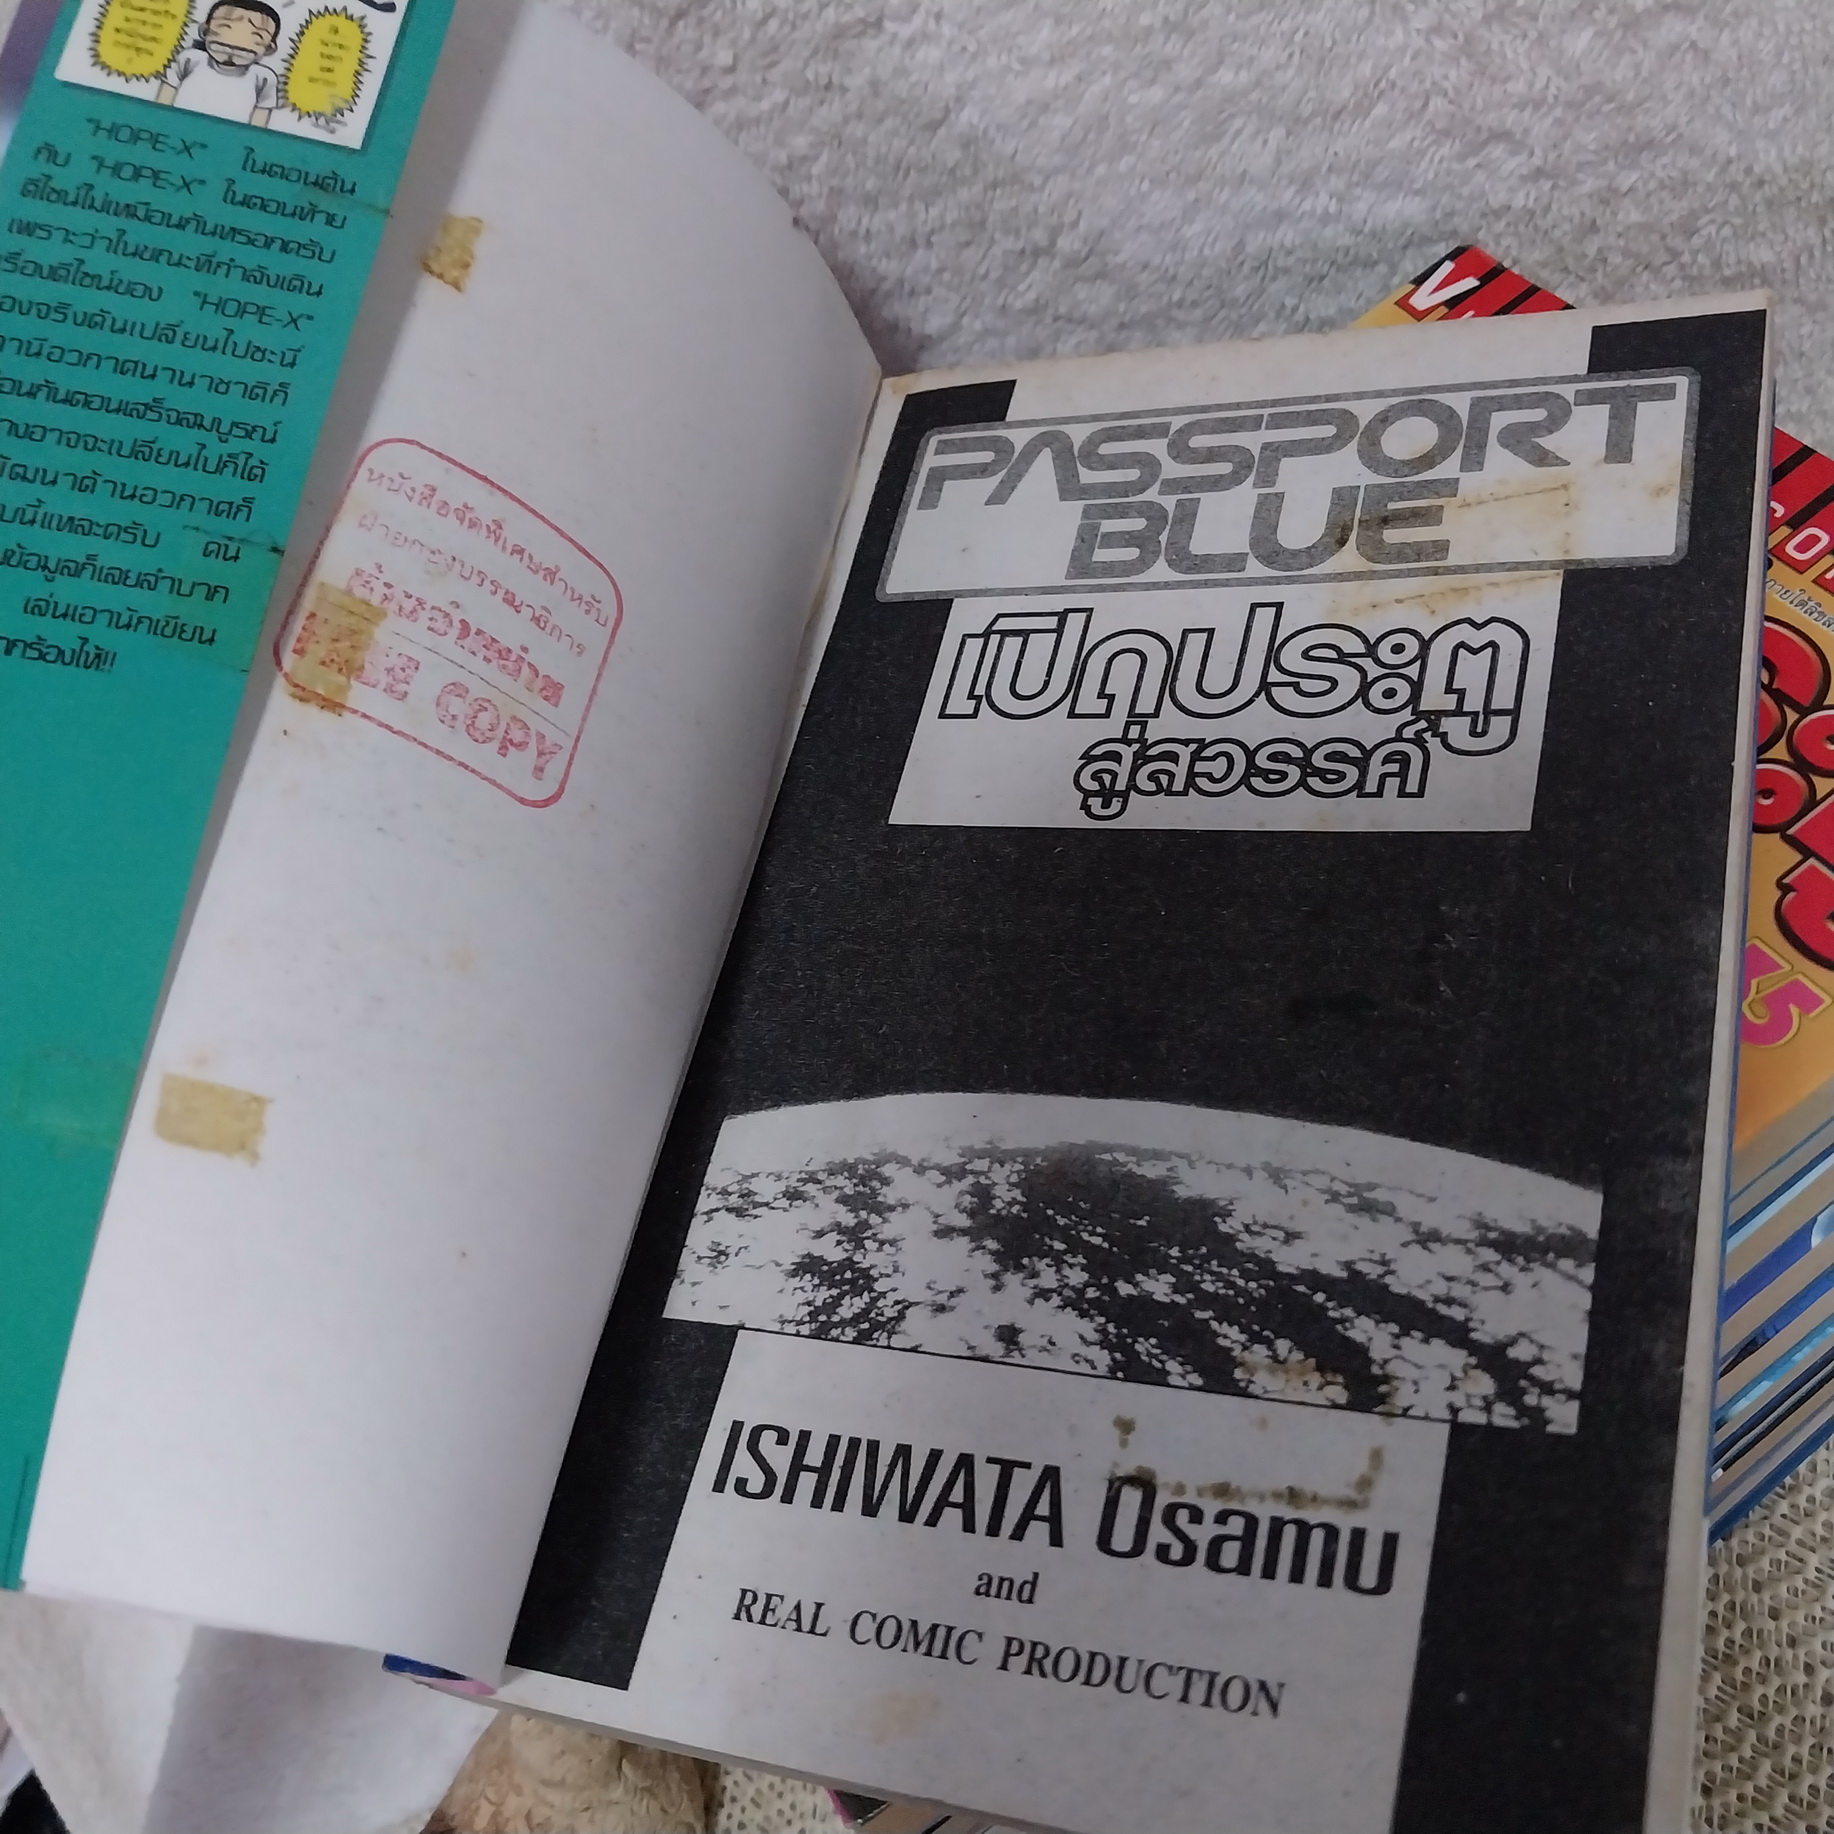 "HOPE-X" ในตอนต้น
กับ "HOPE-X" ในตอนท้าย
ดีไซน์ไม่เหมือนกันหรอกครับ
เพราะว่าในขณะที่กำลังเดิน
เรื่องดีไซน์ของ "HOPE-X"
ของจริงดันเปลี่ยนไปซะนี่
านีอวกาศนานาชาติก็
อนกันตอนเสร็จสมบูรณ์
างอาจจะเปลี่ยนไปก็ได้
ัฒนาด้านอวกาศก็
บนี้แหละครับ คน
ข้อมูลก็เลยลำบาก
เล่นเอานักเขียน
ากร้องไห้!!
หนังสือจัดพิเศษสำหรับ
ฝ่ายกองบรรณาธิการ
ห้ามจำหน่าย
FREE COPY
PASSPORT
BLUE
เปิดประตู
สู่สวรรค์
ISHIWATA Osamu
and
REAL COMIC PRODUCTION